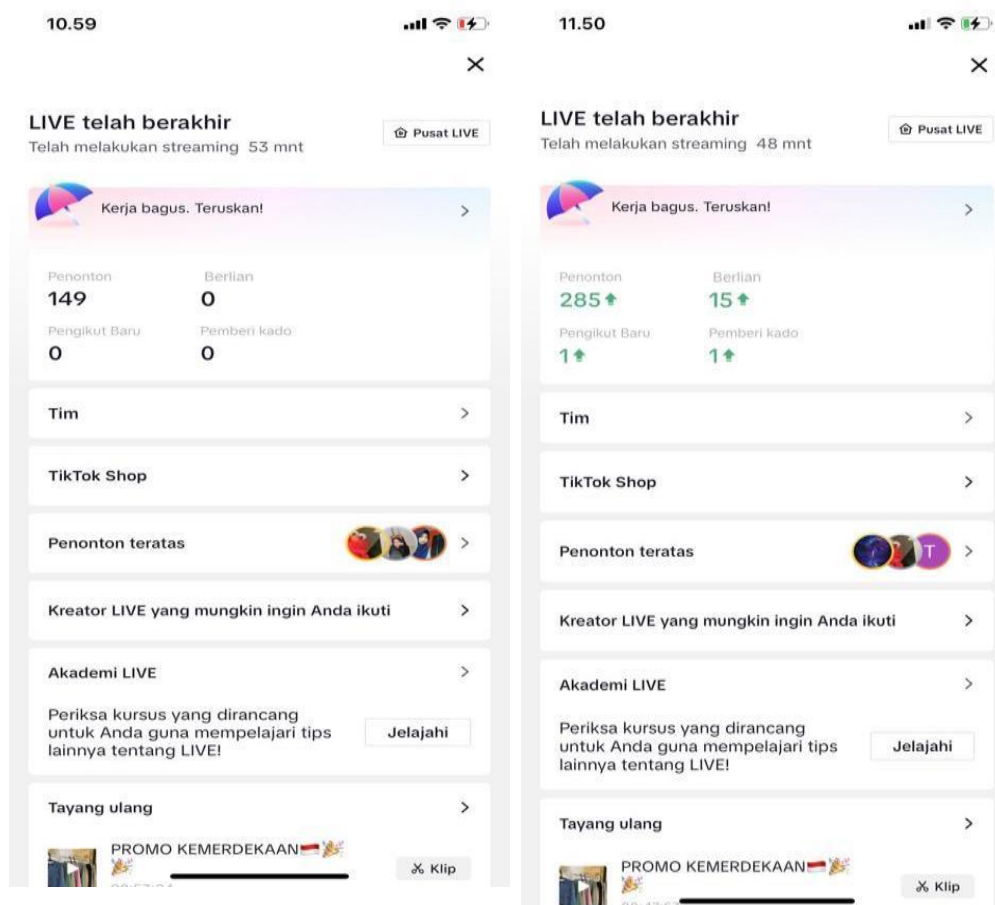 10.59
LIVE telah berakhir
Pusat LIVE
Telah melakukan streaming 53 mnt
Kerja bagus. Teruskan!
Penonton Berlian
149 0
Pengikut Baru Pemberi kado
0 0
Tim
TikTok Shop
Penonton teratas
Kreator LIVE yang mungkin ingin Anda ikuti
Akademi LIVE
Periksa kursus yang dirancang
untuk Anda guna mempelajari tips
lainnya tentang LIVE!
Jelajahi
Tayang ulang
PROMO KEMERDEKAAN🇮🇩🎉
🎉
Klip
11.50
LIVE telah berakhir
Pusat LIVE
Telah melakukan streaming 48 mnt
Kerja bagus. Teruskan!
Penonton Berlian
285 15
Pengikut Baru Pemberi kado
1 1
Tim
TikTok Shop
Penonton teratas
T
Kreator LIVE yang mungkin ingin Anda ikuti
Akademi LIVE
Periksa kursus yang dirancang
untuk Anda guna mempelajari tips
lainnya tentang LIVE!
Jelajahi
Tayang ulang
PROMO KEMERDEKAAN🇮🇩🎉
🎉
Klip